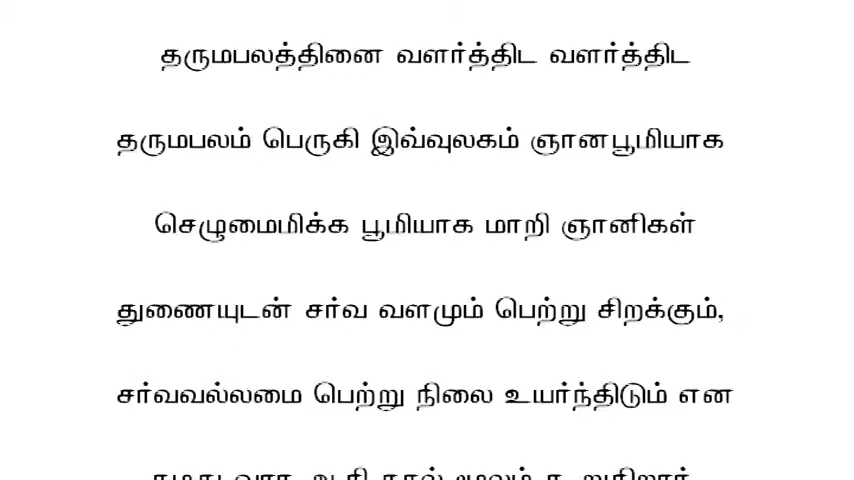 தருமபலத்தினை வளர்த்திட வளர்த்திட
தருமபலம் பெருகி இவ்வுலகம் ஞானபூமியாக
செழுமைமிக்க பூமியாக மாறி ஞானிகள்
துணையுடன் சர்வ வளமும் பெற்று சிறக்கும்,
சர்வவல்லமை பெற்று நிலை உயர்ந்திடும் என
மூலம்